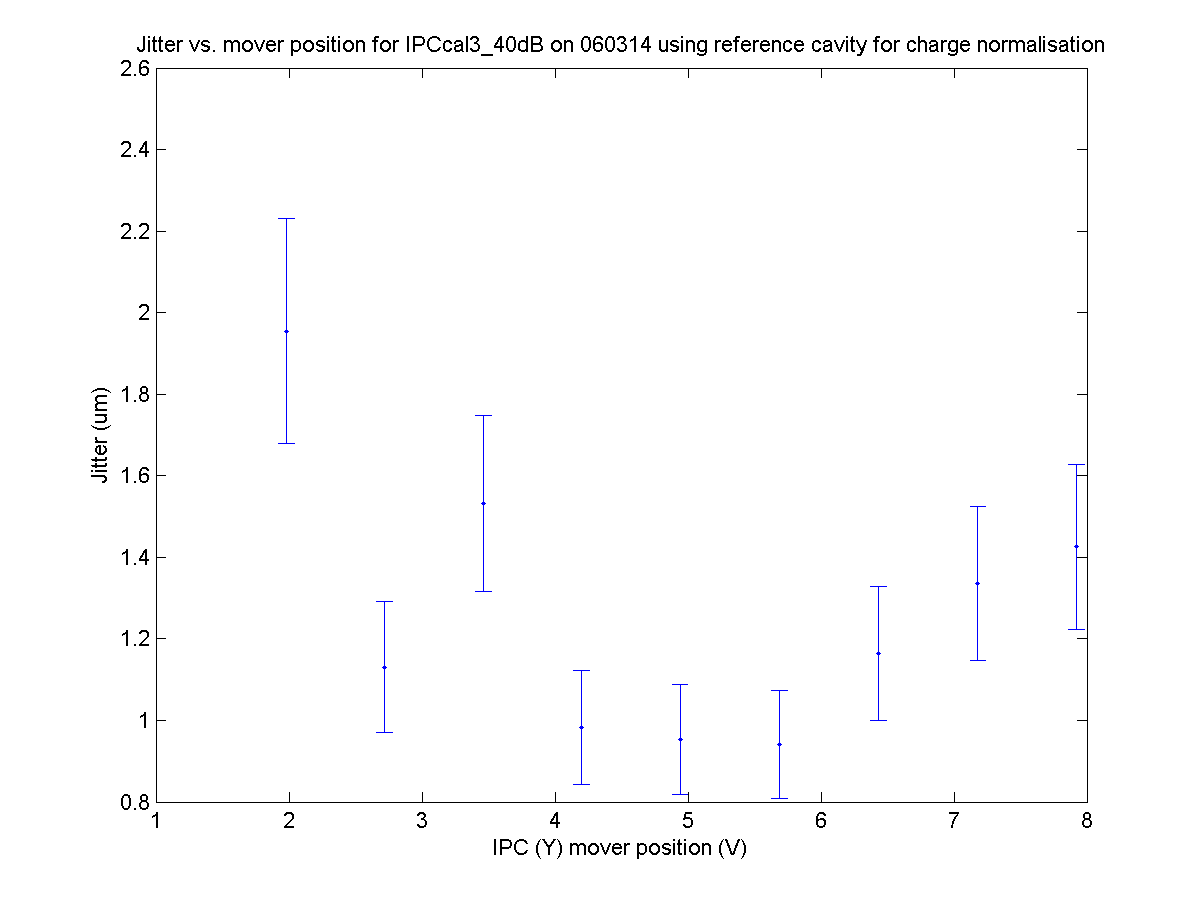 Jitter vs. mover position for IPCcal3_40dB on 060314 using reference cavity for charge normalisation
2.6
2.4
2.2
2
1.8
1.6
1.4
1.2
1
0.8
Jitter (um)
1 2 3 4 5 6 7 8
IPC (Y) mover position (V)